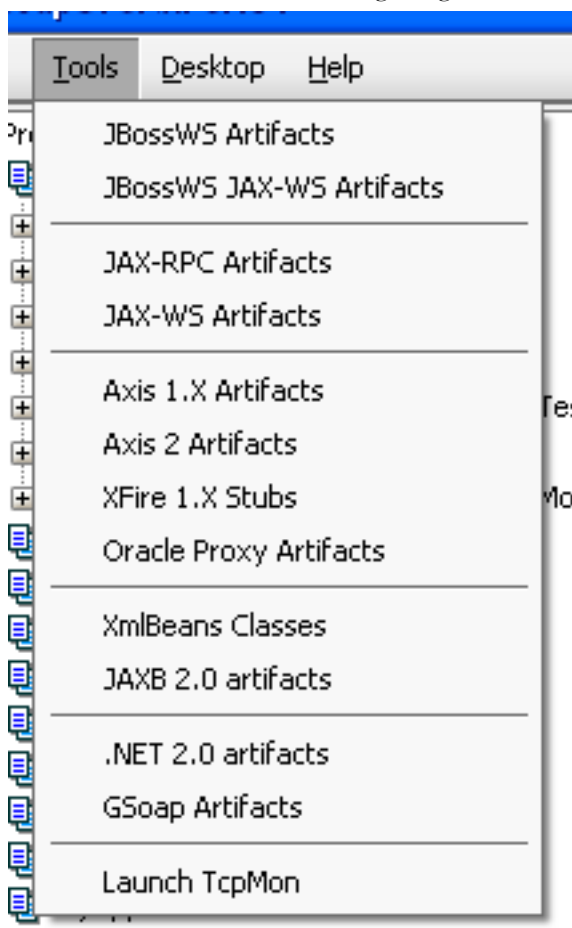 Tools Desktop Help
JBossWS Artifacts
JBossWS JAX-WS Artifacts
JAX-RPC Artifacts
JAX-WS Artifacts
Axis 1.X Artifacts
Axis 2 Artifacts
XFire 1.X Stubs
Oracle Proxy Artifacts
XmlBeans Classes
JAXB 2.0 artifacts
.NET 2.0 artifacts
GSoap Artifacts
Launch TcpMon